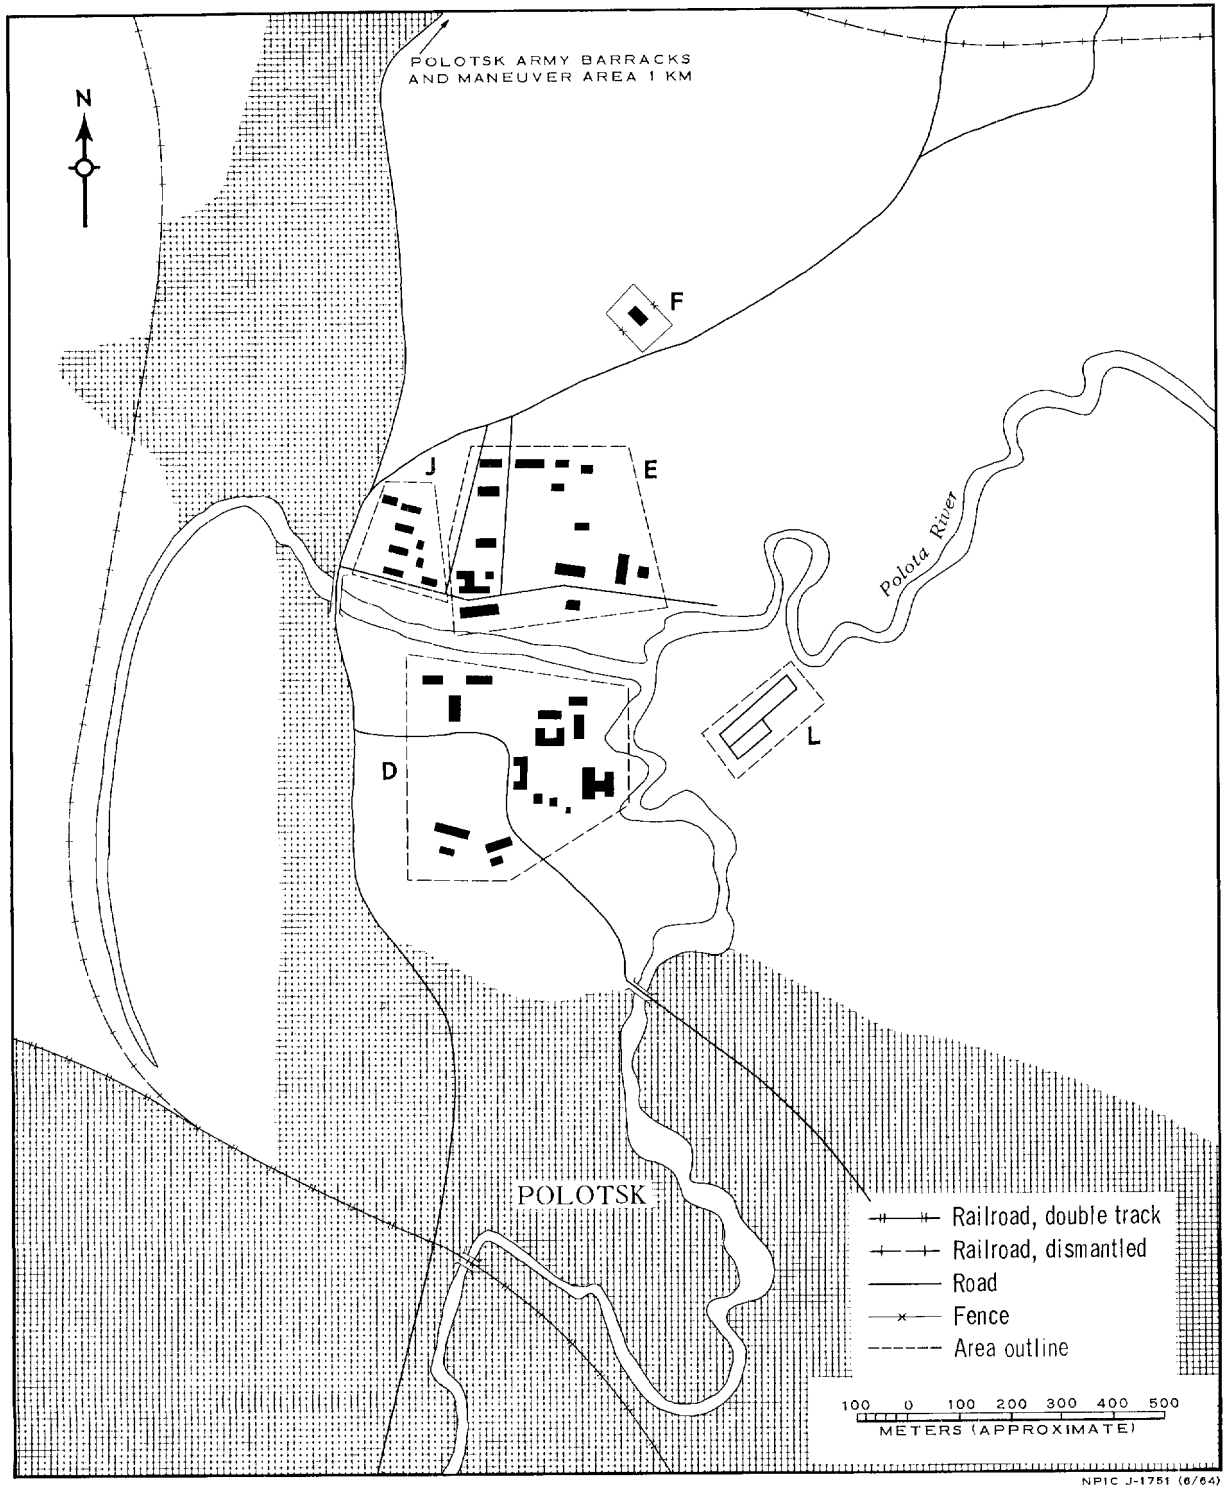 POLOTSK ARMY BARRACKS
AND MANEUVER AREA 1 KM
N
F
J
E
Polota River
L
D
POLOTSK
Railroad, double track
Railroad, dismantled
Road
Fence
Area outline
100 0 100 200 300 400 500
METERS (APPROXIMATE)
NPIC J-1751 (6/64)